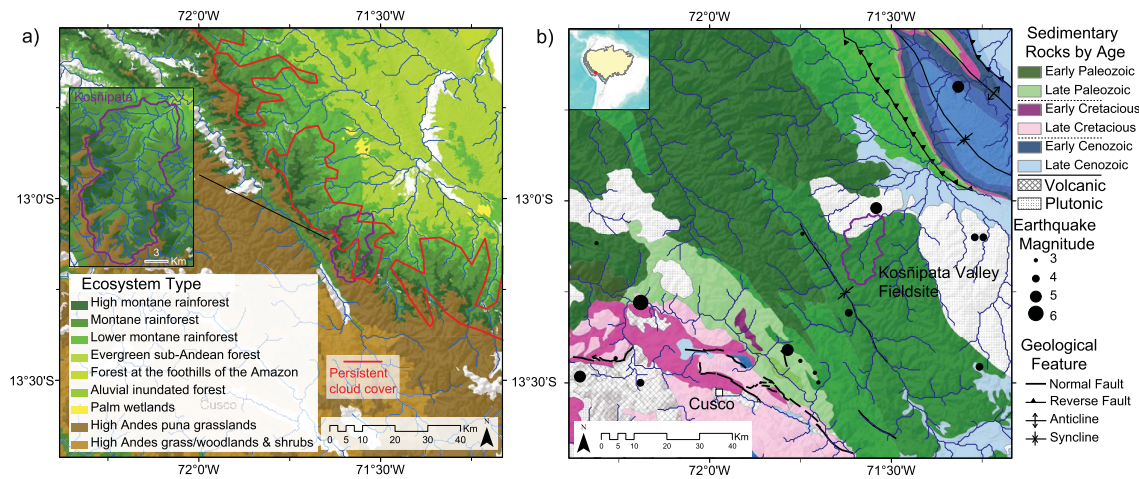 a)
72°0'W
71°30'W
13°0'S
13°30'S
72°0'W
71°30'W
Kosñipata
3
Km
Ecosystem Type
High montane rainforest
Montane rainforest
Lower montane rainforest
Evergreen sub-Andean forest
Forest at the foothills of the Amazon
Aluvial inundated forest
Palm wetlands
High Andes puna grasslands
High Andes grass/woodlands & shrubs
Cusco
Persistent
cloud cover
0 5 10 20 30 40 Km
N
b)
72°0'W
71°30'W
13°0'S
13°30'S
72°0'W
71°30'W
Kosñipata Valley
Fieldsite
Cusco
N
0 5 10 20 30 40 Km
Sedimentary
Rocks by Age
Early Paleozoic
Late Paleozoic
Early Cretacious
Late Cretacious
Early Cenozoic
Late Cenozoic
Volcanic
Plutonic
Earthquake
Magnitude
3
4
5
6
Geological
Feature
Normal Fault
Reverse Fault
Anticline
Syncline